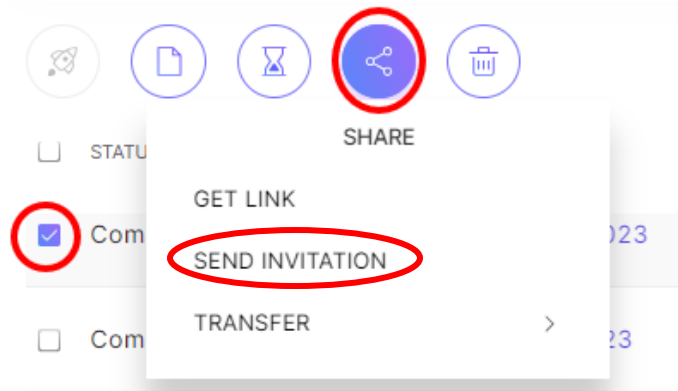 SHARE
STATU
GET LINK
Com
023
SEND INVITATION
TRANSFER
Com
23